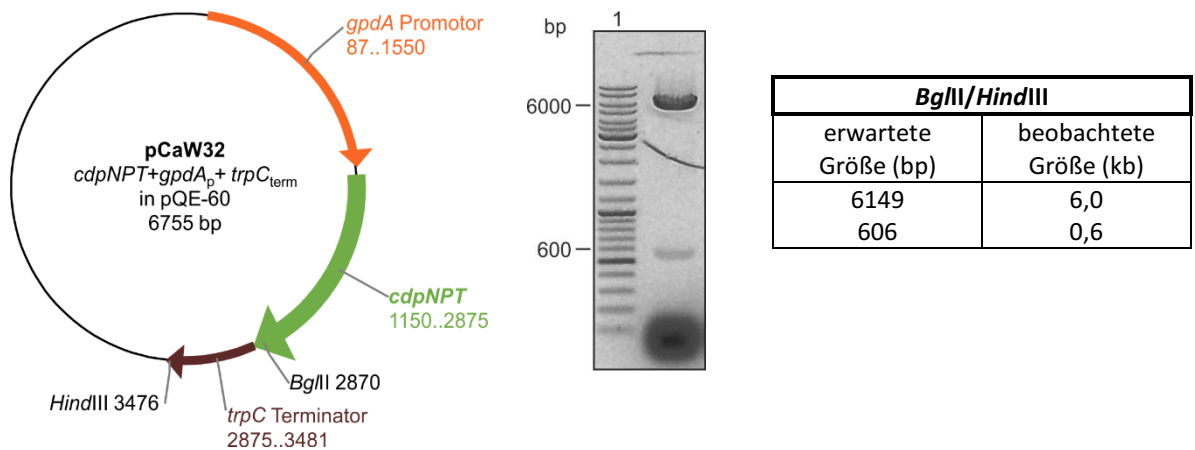 gpdA Promotor
87..1550
pCaW32
cdpNPT+gpdAp+ trpCterm
in pQE-60
6755 bp
cdpNPT
1150..2875
BglII 2870
HindIII 3476
trpC Terminator
2875..3481
bp
1
6000
600
BglII/HindIII
erwartete Größe (bp)
beobachtete Größe (kb)
6149
6,0
606
0,6